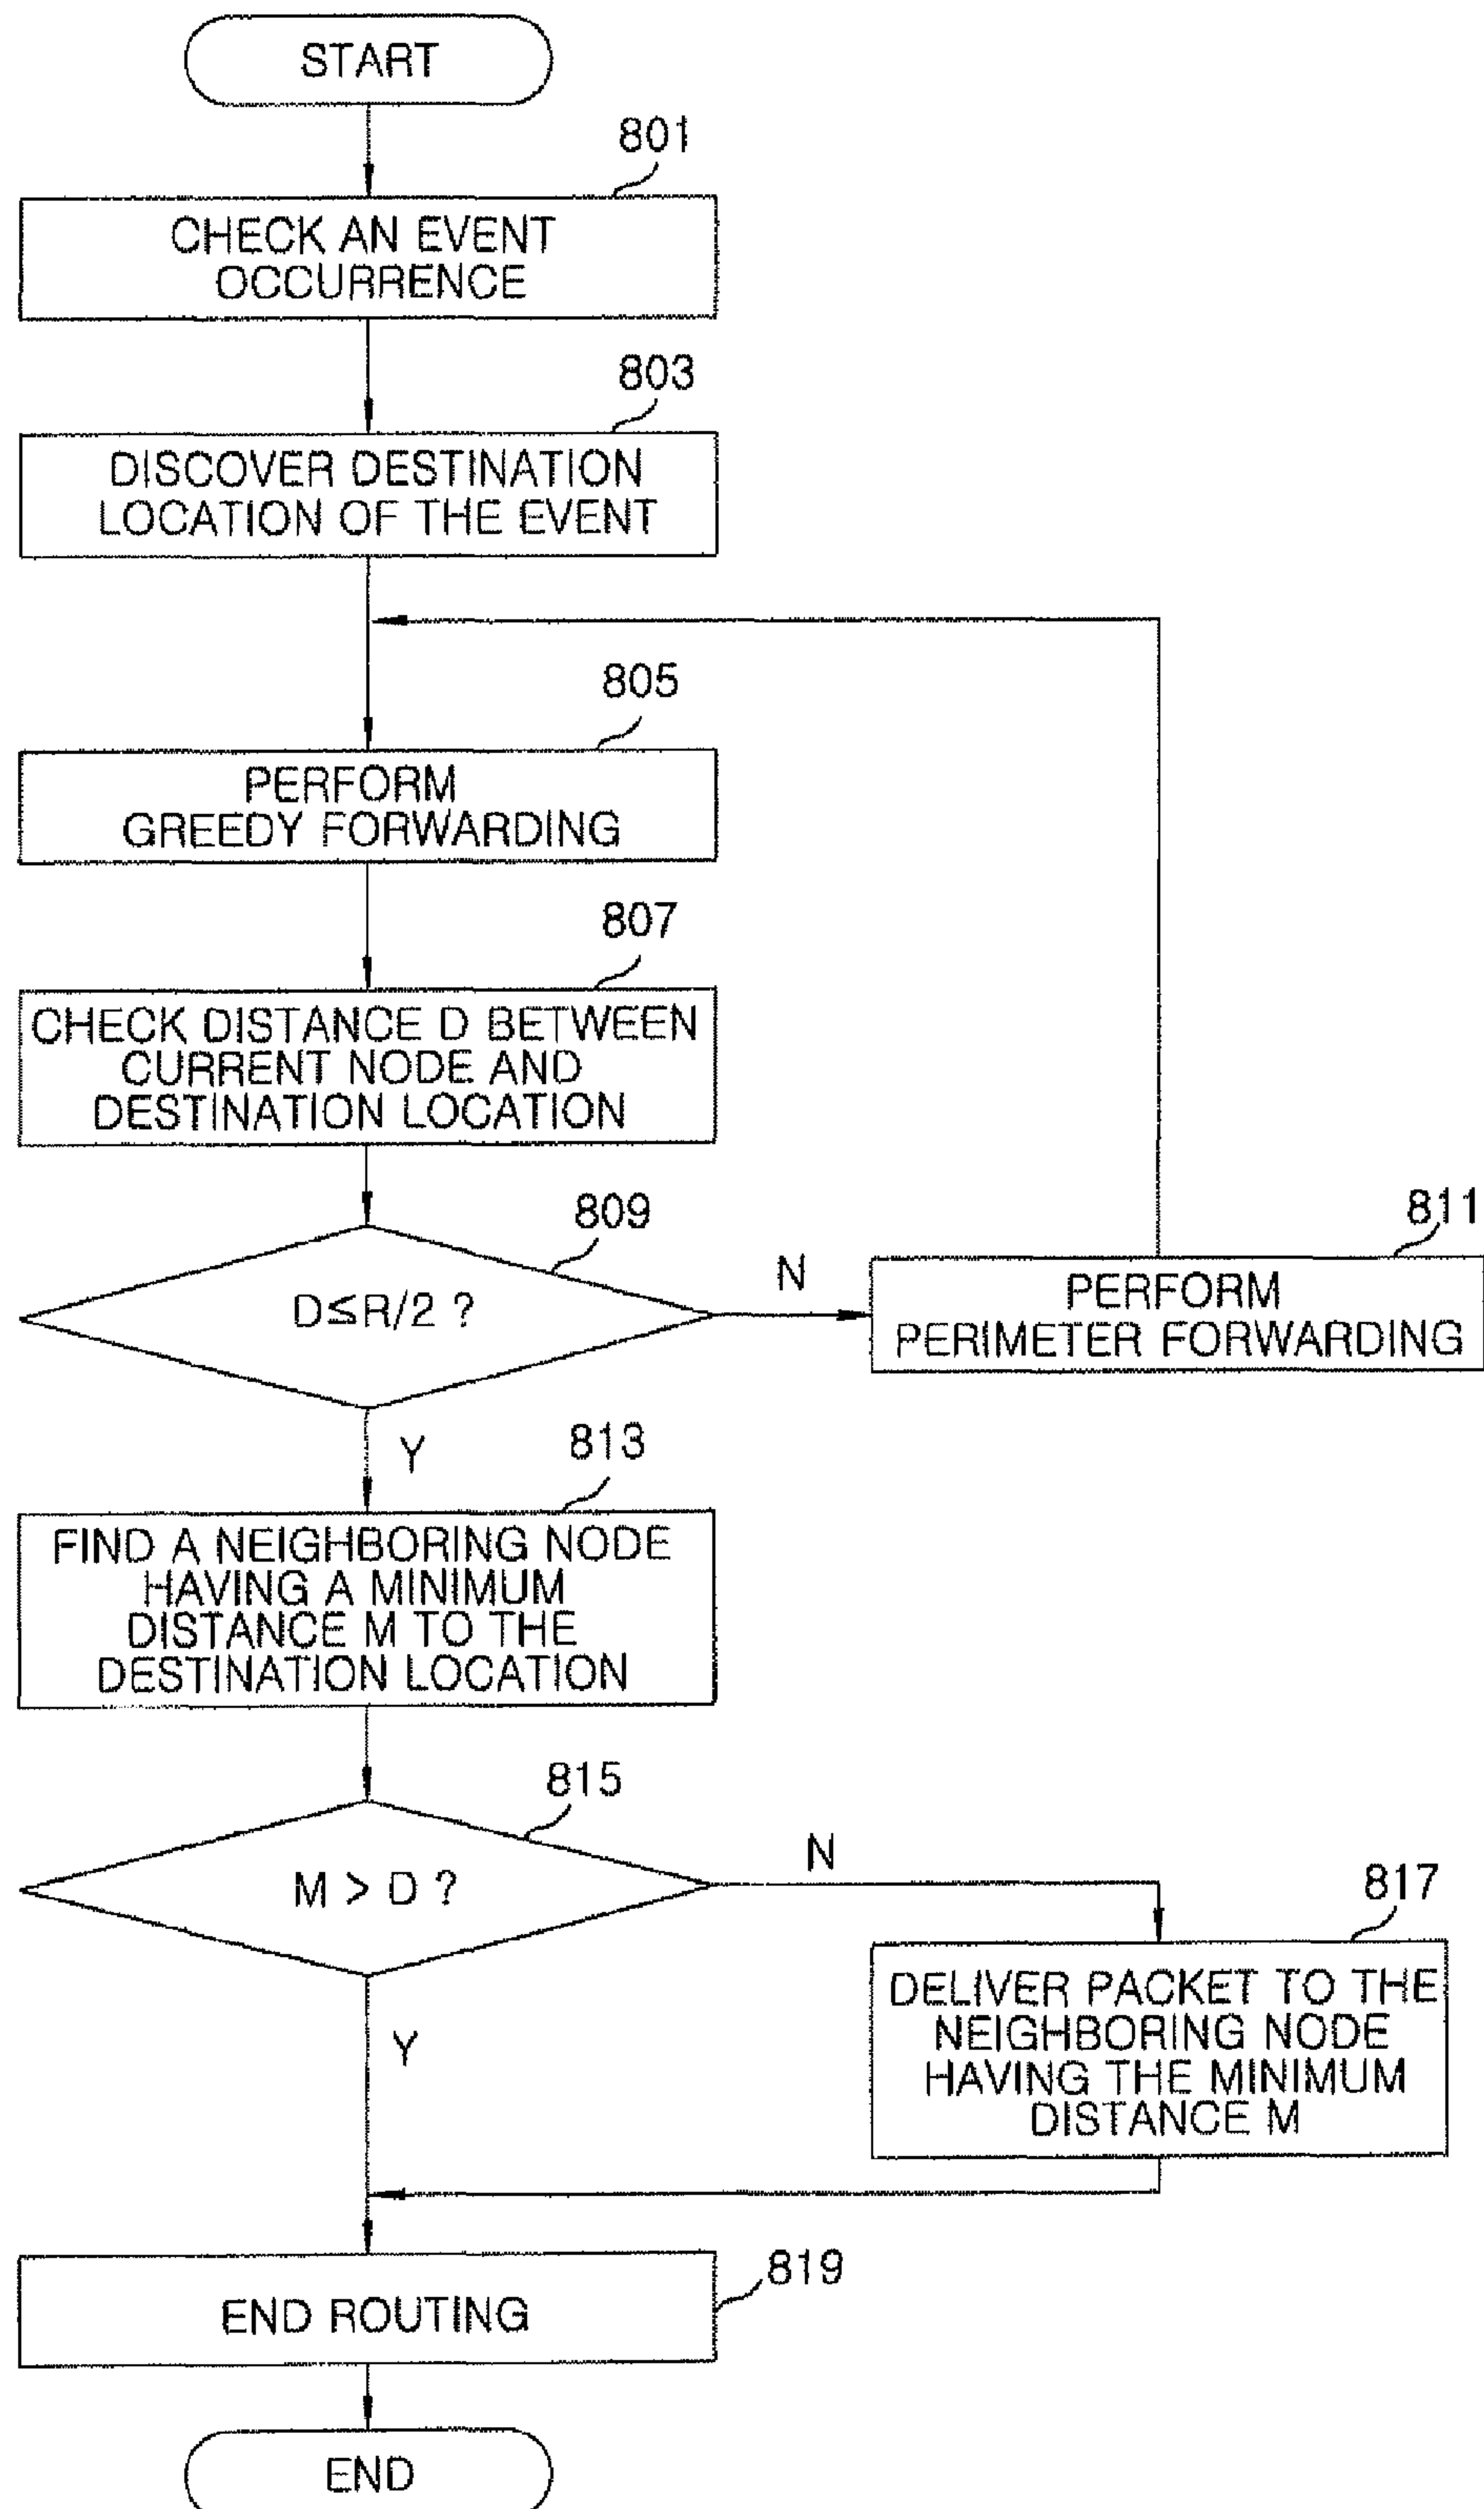 START
801
CHECK AN EVENT
OCCURRENCE
803
DISCOVER DESTINATION
LOCATION OF THE EVENT
805
PERFORM
GREEDY FORWARDING
807
CHECK DISTANCE D BETWEEN
CURRENT NODE AND
DESTINATION LOCATION
809
D≤R/2 ?
N
811
PERFORM
PERIMETER FORWARDING
Y
813
FIND A NEIGHBORING NODE
HAVING A MINIMUM
DISTANCE M TO THE
DESTINATION LOCATION
815
M > D ?
N
817
DELIVER PACKET TO THE
NEIGHBORING NODE
HAVING THE MINIMUM
DISTANCE M
Y
819
END ROUTING
END